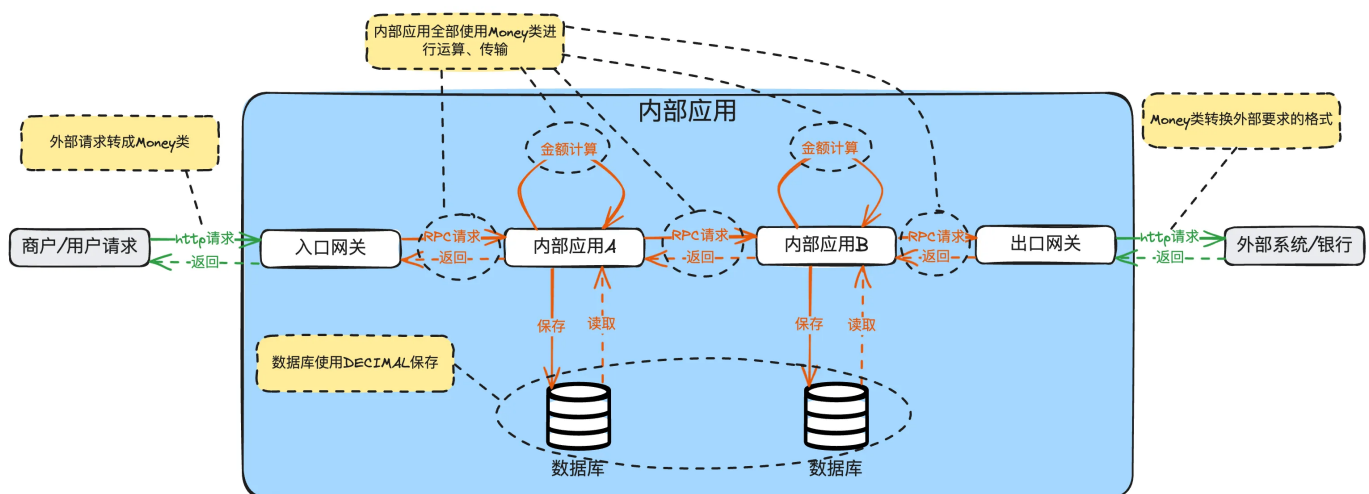 内部应用全部使用Money类进
行运算、传输
内部应用
Money类转换外部要求的格式
外部请求转成Money类
金额计算
金额计算
商户/用户请求
http请求
返回
入口网关
RPC请求
返回
内部应用A
RPC请求
返回
内部应用B
RPC请求
返回
出口网关
http请求
返回
外部系统/银行
保存
读取
保存
读取
数据库使用DECIMAL保存
数据库
数据库